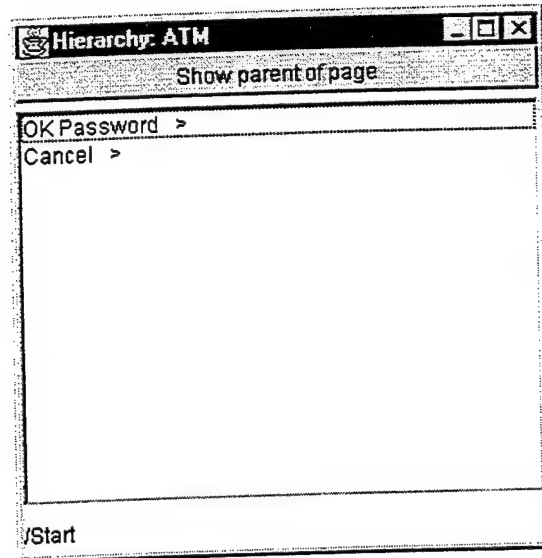 Hierarchy: ATM
Show parent of page
OK Password >
Cancel >
/Start